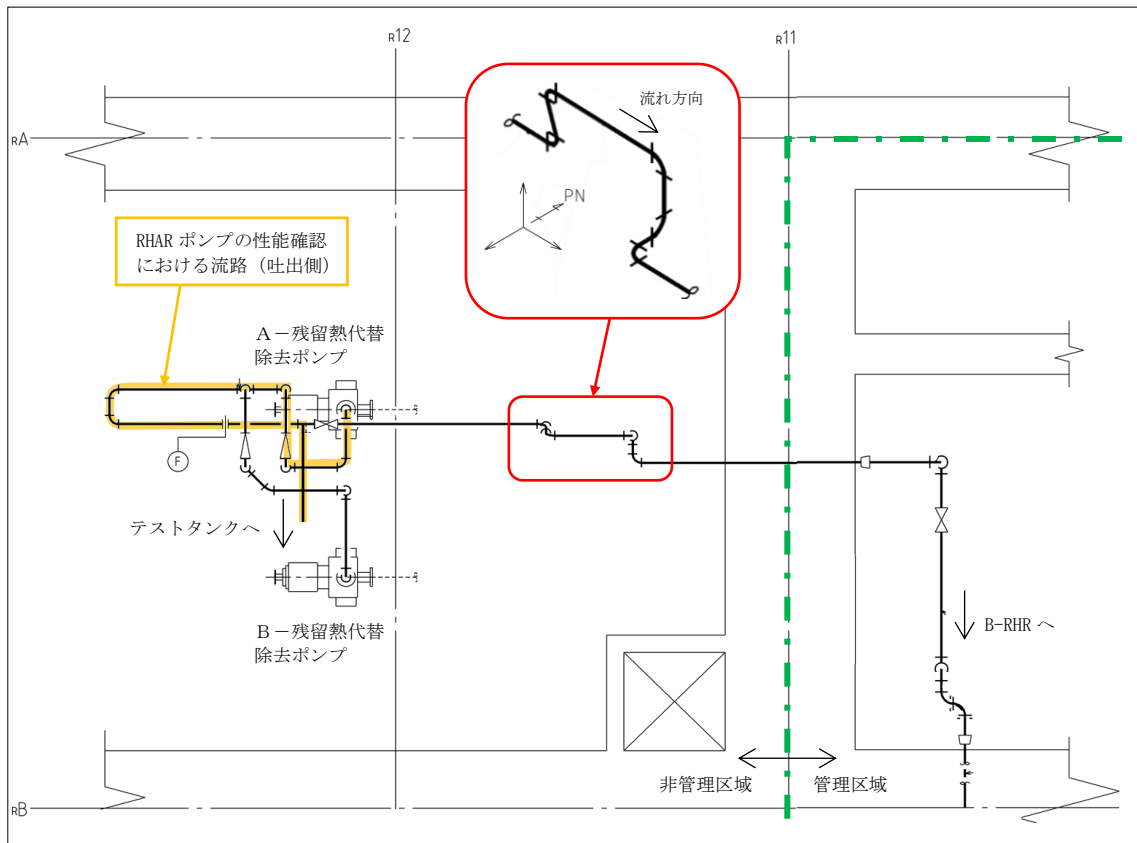 R12
R11
流れ方向
RA
PN
RHAR ポンプの性能確認
における流路（吐出側）
A－残留熱代替
除去ポンプ
F
テストタンクへ
B－残留熱代替
除去ポンプ
B-RHR へ
非管理区域
管理区域
RB